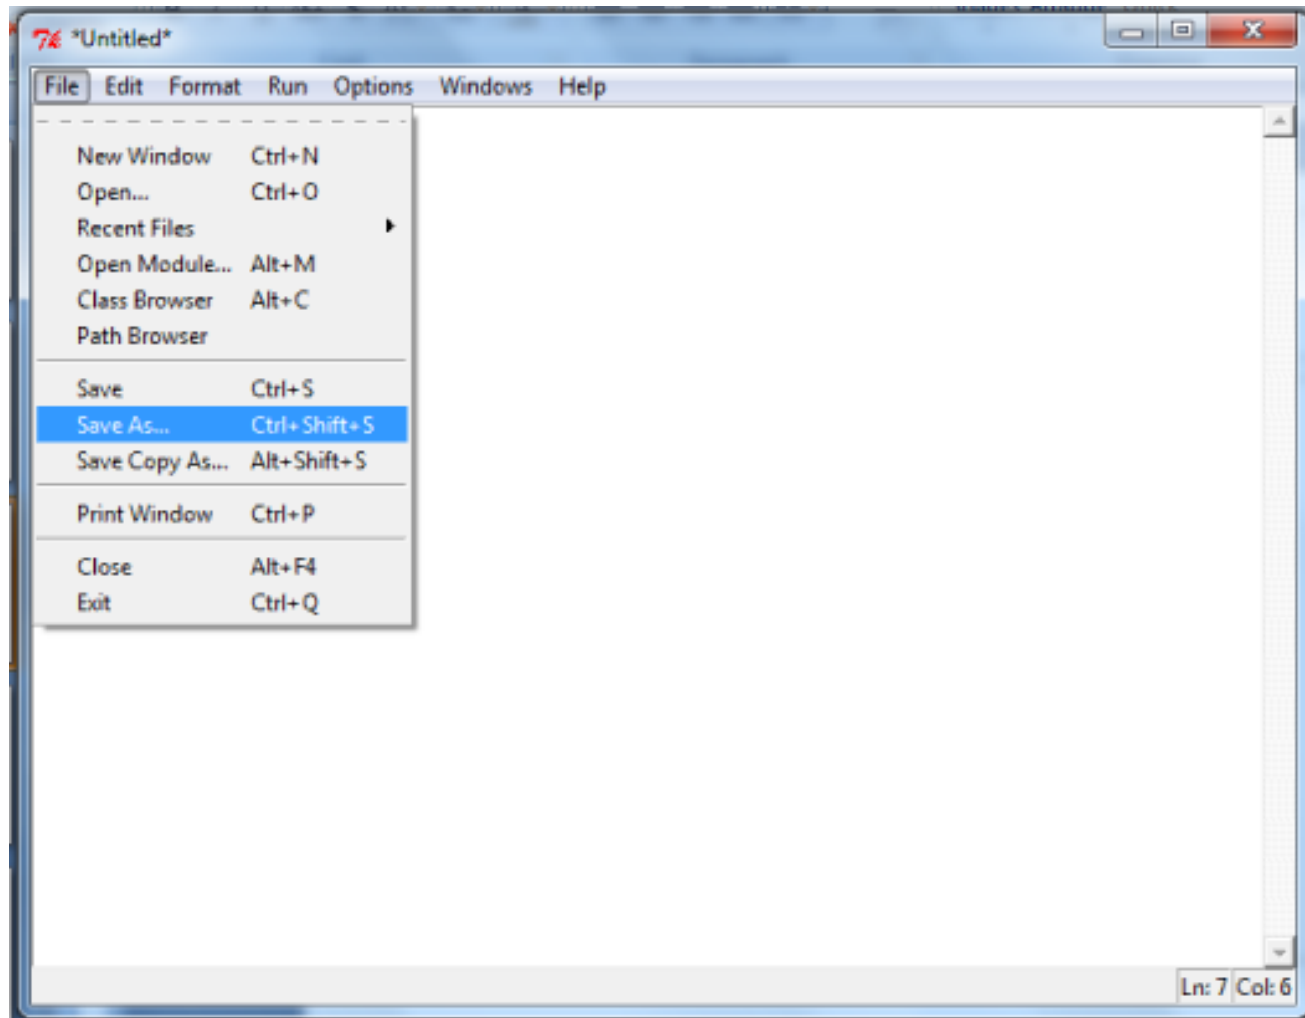 *Untitled*
File Edit Format Run Options Windows Help
New Window Ctrl+N
Open... Ctrl+O
Recent Files
Open Module... Alt+M
Class Browser Alt+C
Path Browser
Save Ctrl+S
Save As... Ctrl+Shift+S
Save Copy As... Alt+Shift+S
Print Window Ctrl+P
Close Alt+F4
Exit Ctrl+Q
Ln: 7 Col: 6